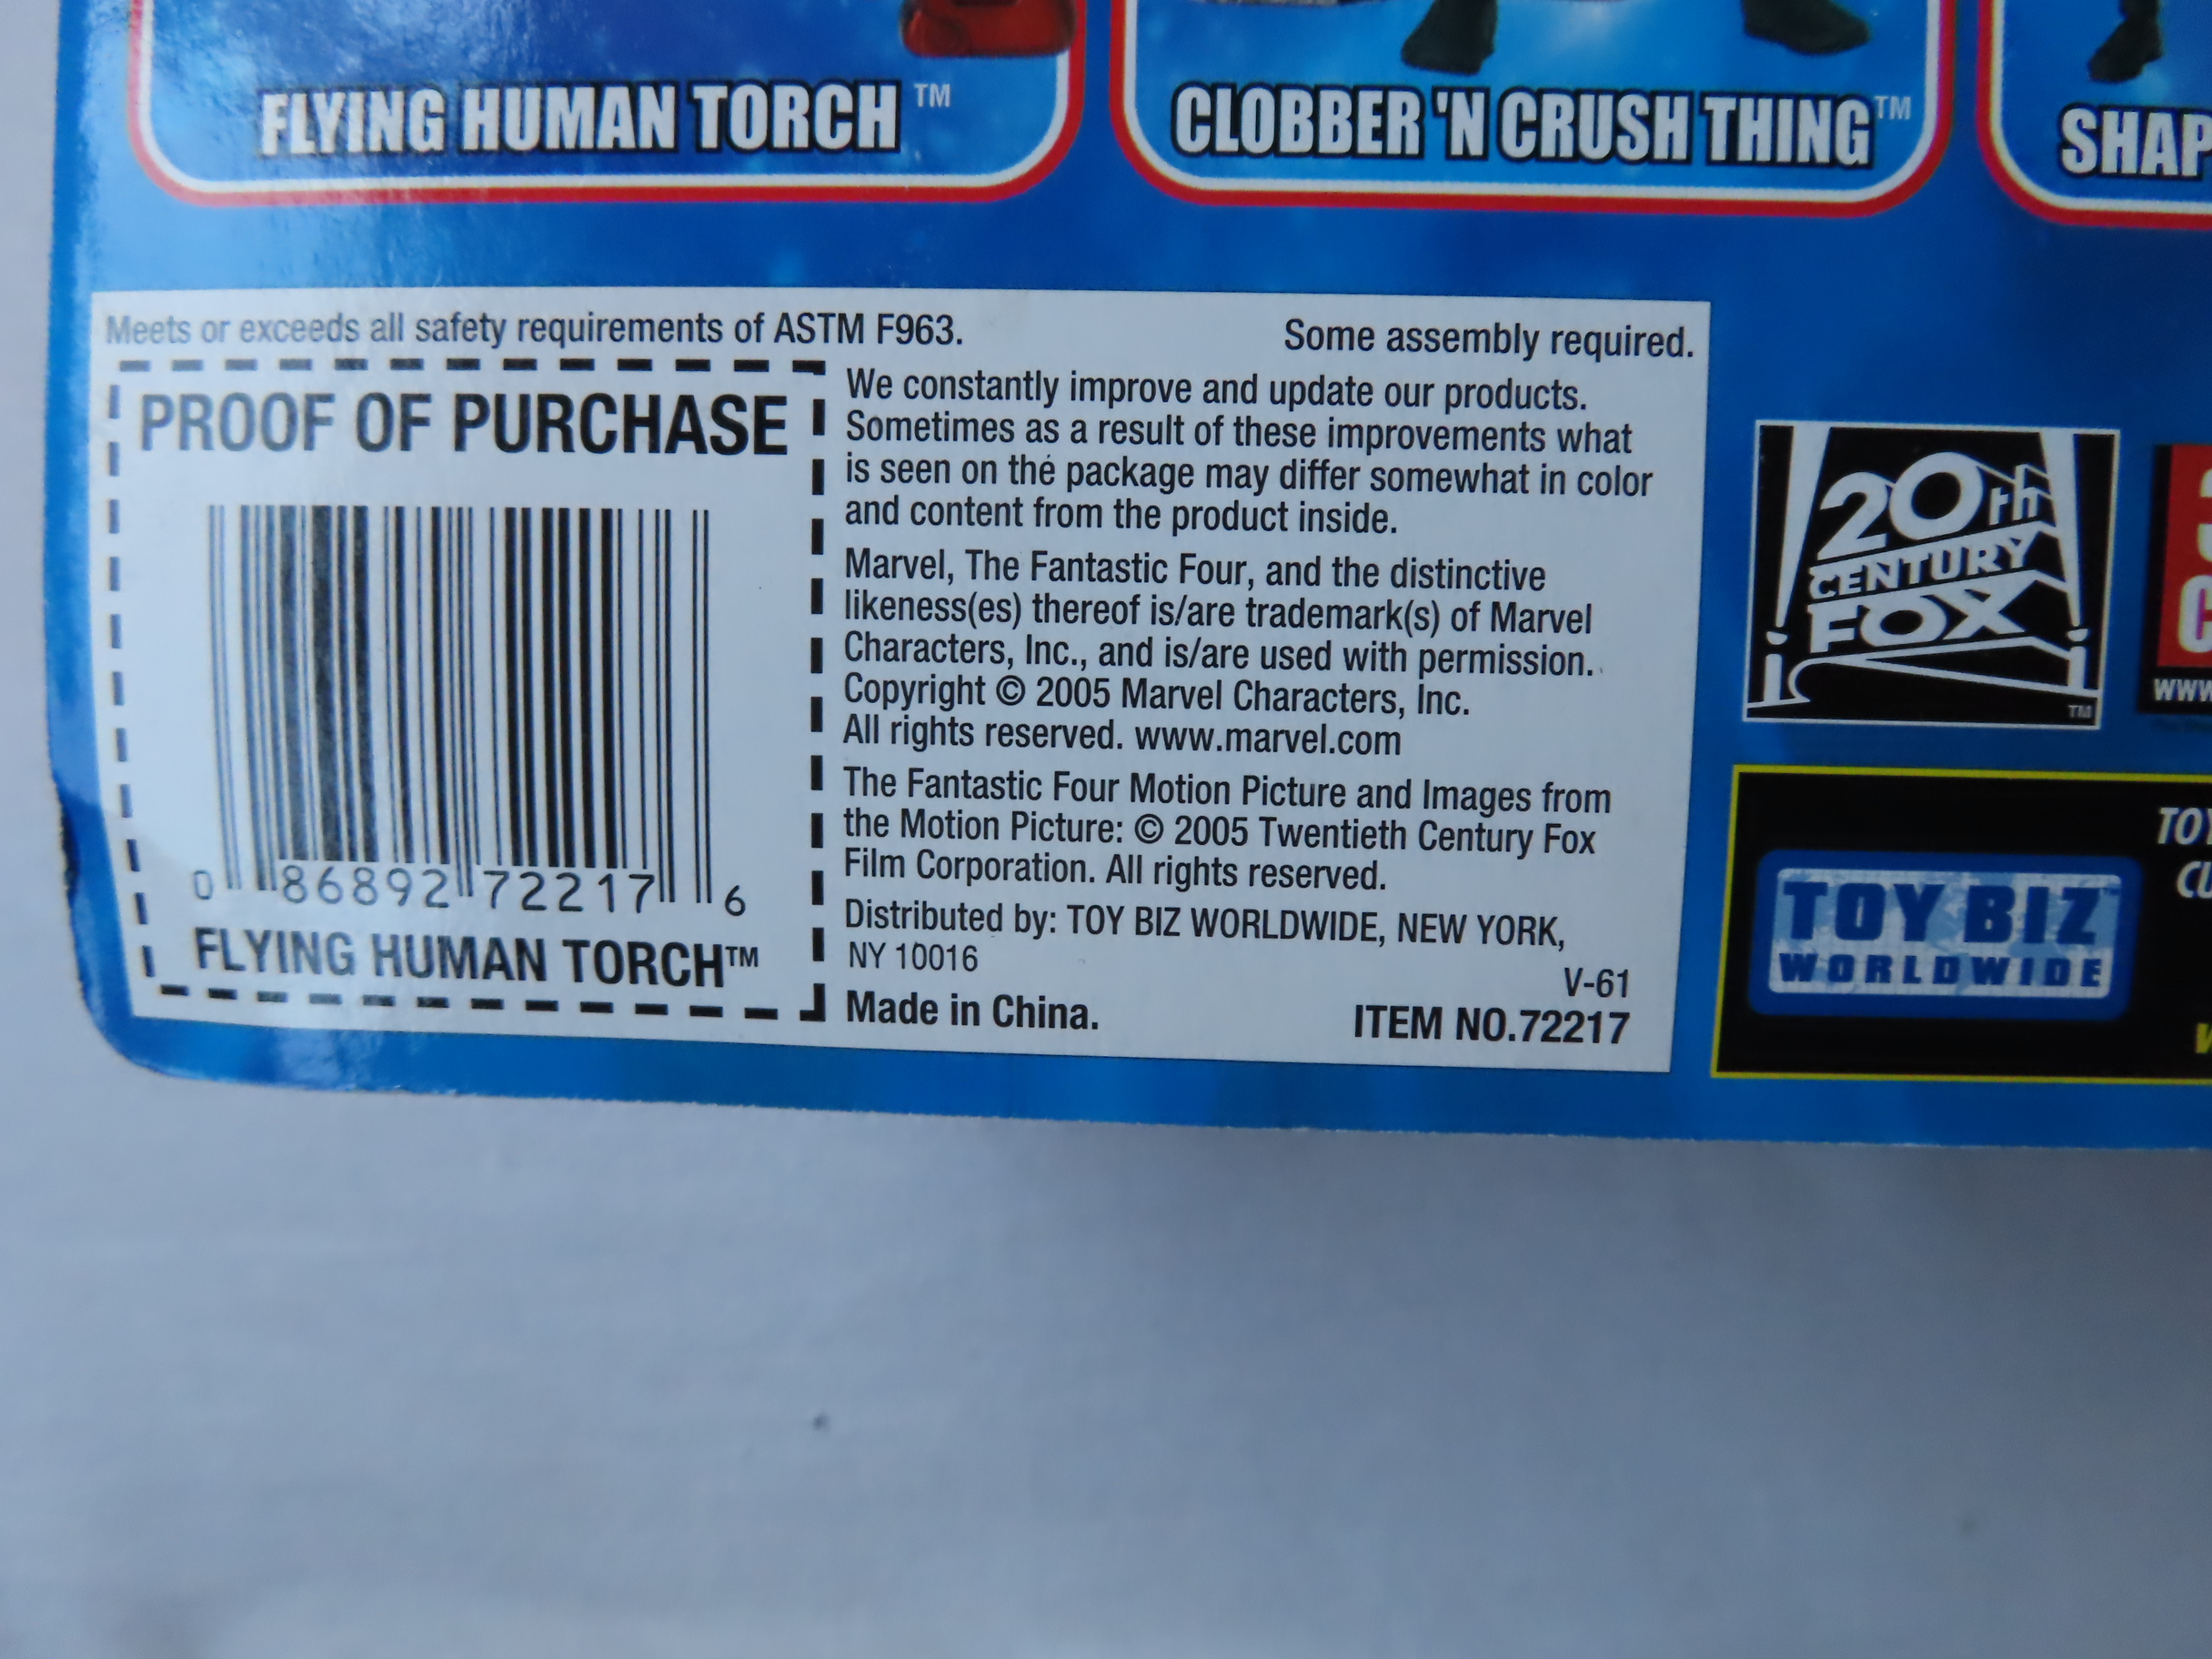 FLYING HUMAN TORCH ™
CLOBBER 'N CRUSH THING™
Meets or exceeds all safety requirements of ASTM F963.
Some assembly required.
PROOF OF PURCHASE
0 86892 72217 6
FLYING HUMAN TORCH™
We constantly improve and update our products.
Sometimes as a result of these improvements what
is seen on the package may differ somewhat in color
and content from the product inside.
Marvel, The Fantastic Four, and the distinctive
likeness(es) thereof is/are trademark(s) of Marvel
Characters, Inc., and is/are used with permission.
Copyright © 2005 Marvel Characters, Inc.
All rights reserved. www.marvel.com
The Fantastic Four Motion Picture and Images from
the Motion Picture: © 2005 Twentieth Century Fox
Film Corporation. All rights reserved.
Distributed by: TOY BIZ WORLDWIDE, NEW YORK,
NY 10016
V-61
Made in China.
ITEM NO.72217
20th
CENTURY
FOX
TM
TOY BIZ
WORLDWIDE